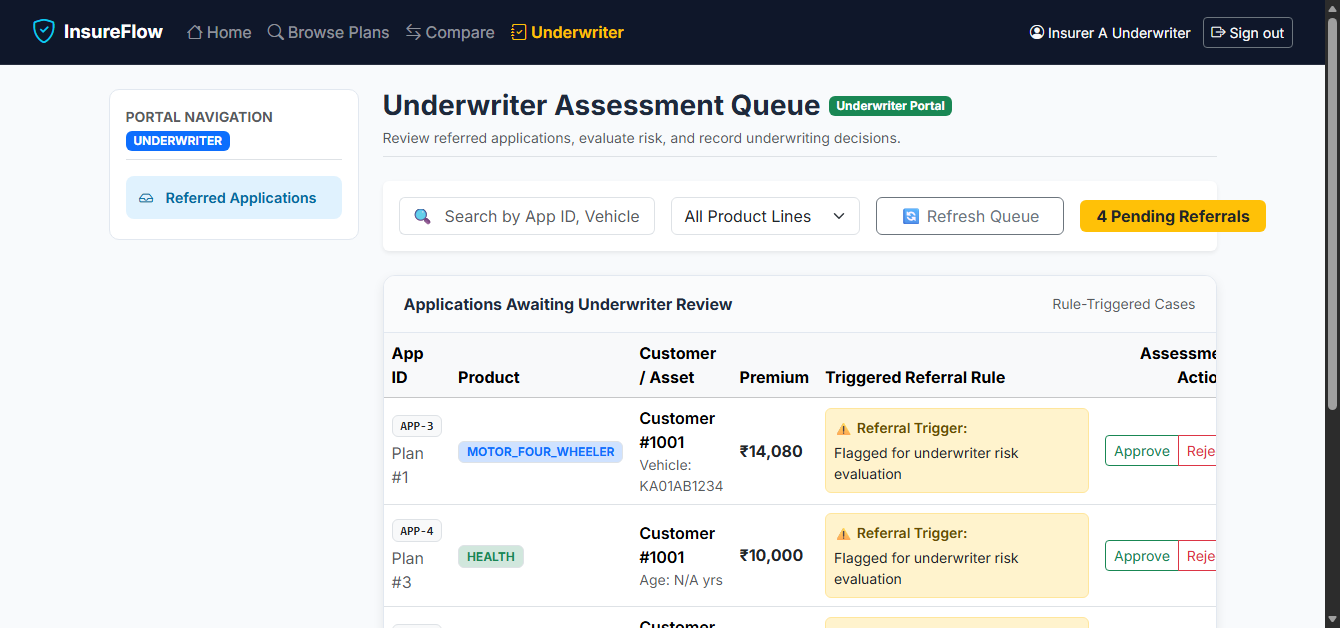 InsureFlow Home Browse Plans Compare Underwriter Insurer A Underwriter Sign out
PORTAL NAVIGATION
UNDERWRITER
Referred Applications
Underwriter Assessment Queue Underwriter Portal
Review referred applications, evaluate risk, and record underwriting decisions.
Search by App ID, Vehicle All Product Lines Refresh Queue 4 Pending Referrals
Applications Awaiting Underwriter Review Rule-Triggered Cases
App ID Product Customer / Asset Premium Triggered Referral Rule
APP-3
Plan #1
MOTOR_FOUR_WHEELER
Customer #1001
Vehicle: KA01AB1234
₹14,080
Referral Trigger:
Flagged for underwriter risk
evaluation
Approve
APP-4
Plan #3
HEALTH
Customer #1001
Age: N/A yrs
₹10,000
Referral Trigger:
Flagged for underwriter risk
evaluation
Approve
Customer